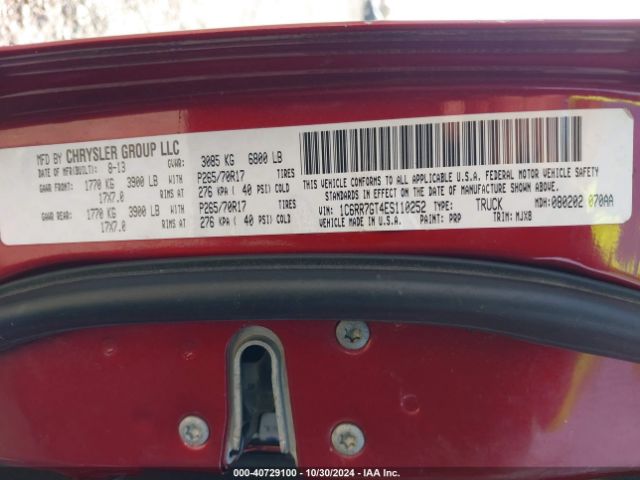 MFD BY CHRYSLER GROUP LLC
DATE OF MFR(BUILT): 8-13 GVWR: 3085 KG 6800 LB
GAWR FRONT: 1770 KG 3900 LB WITH P265/70R17 TIRES
17X7.0 RIMS AT 276 KPA ( 40 PSI) COLD
GAWR REAR: 1770 KG 3900 LB WITH P265/70R17 TIRES
17X7.0 RIMS AT 276 KPA ( 40 PSI) COLD
THIS VEHICLE CONFORMS TO ALL APPLICABLE U.S.A. FEDERAL MOTOR VEHICLE SAFETY
STANDARDS IN EFFECT ON THE DATE OF MANUFACTURE SHOWN ABOVE.
VIN: 1C6RR7GT4ES110252 TYPE: TRUCK MDH: 080202 070AA
VEHICLE MADE IN U.S.A. PAINT: PRP TRIM: MJX8
000-40729100 - 10/30/2024 - IAA Inc.